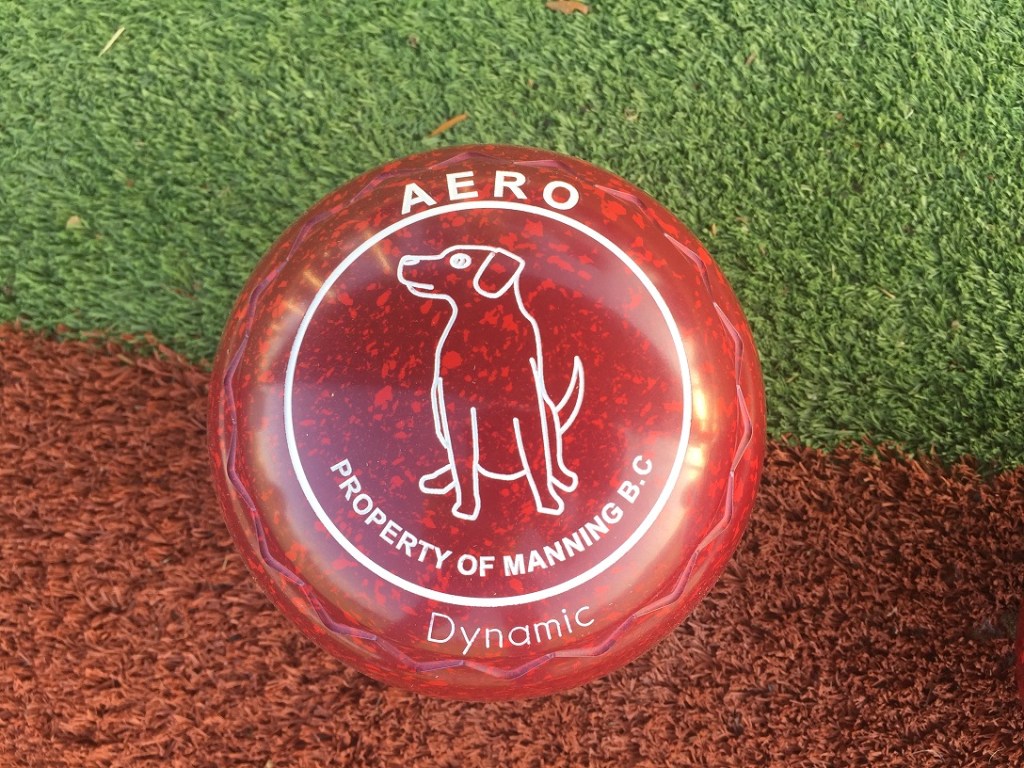 AERO
PROPERTY OF MANNING B.C
Dynamic